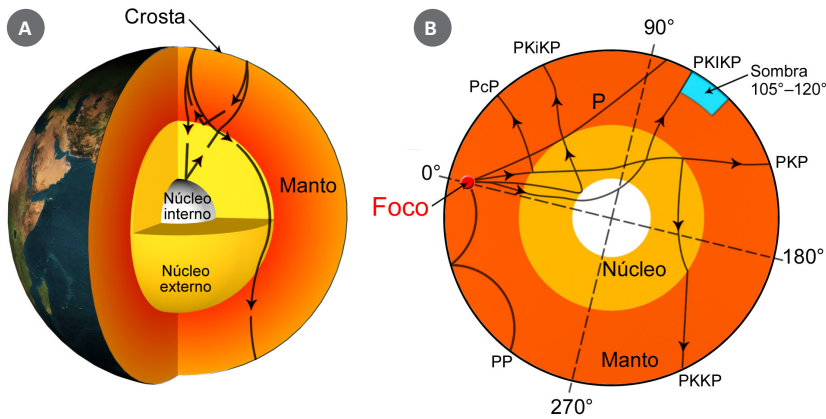 A
Crosta
Manto
Núcleo
interno
Núcleo
externo
B
90°
PKiKP
PKIKP
PcP
Sombra
105°–120°
P
0°
PKP
Foco
180°
Núcleo
PP
Manto
PKKP
270°